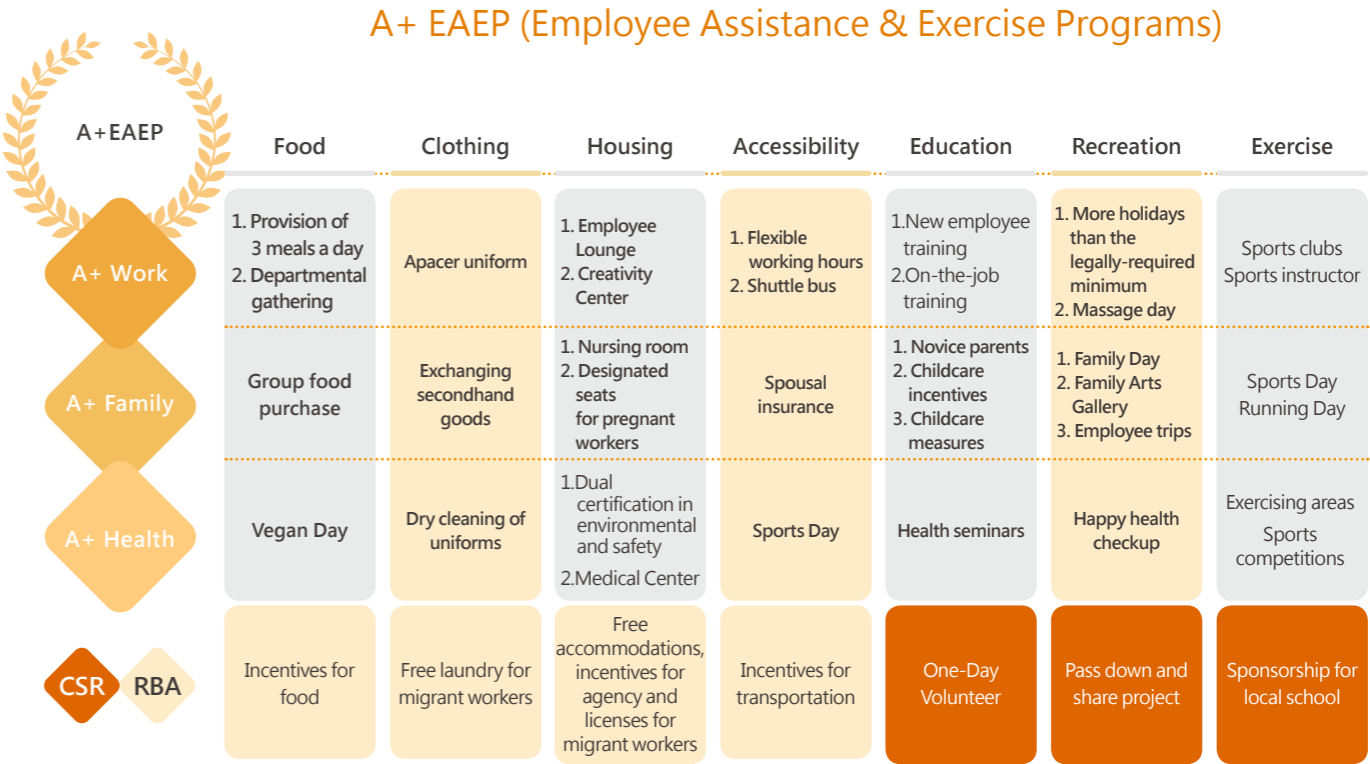 A+ EAEP (Employee Assistance & Exercise Programs)
A+EAEP
Food
Clothing
Housing
Accessibility
Education
Recreation
Exercise
A+ Work
1. Provision of
3 meals a day
2. Departmental
gathering
Apacer uniform
1. Employee
Lounge
2. Creativity
Center
1. Flexible
working hours
2. Shuttle bus
1.New employee
training
2.On-the-job
training
1. More holidays
than the
legally-required
minimum
2. Massage day
Sports clubs
Sports instructor
A+ Family
Group food
purchase
Exchanging
secondhand
goods
1. Nursing room
2. Designated
seats
for pregnant
workers
Spousal
insurance
1. Novice parents
2. Childcare
incentives
3. Childcare
measures
1. Family Day
2. Family Arts
Gallery
3. Employee trips
Sports Day
Running Day
A+ Health
Vegan Day
Dry cleaning of
uniforms
1.Dual
certification in
environmental
and safety
2.Medical Center
Sports Day
Health seminars
Happy health
checkup
Exercising areas
Sports
competitions
CSR
RBA
Incentives for
food
Free laundry for
migrant workers
Free
accommodations,
incentives for
agency and
licenses for
migrant workers
Incentives for
transportation
One-Day
Volunteer
Pass down and
share project
Sponsorship for
local school